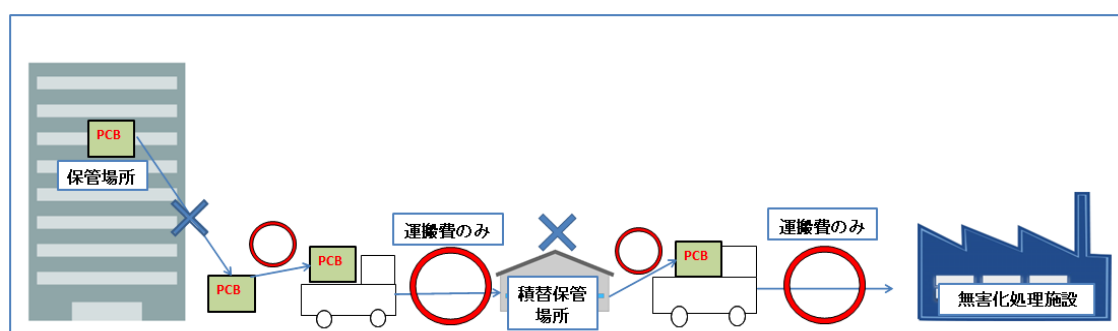 PCB
保管場所
PCB
PCB
運搬費のみ
積替保管
場所
PCB
運搬費のみ
無害化処理施設